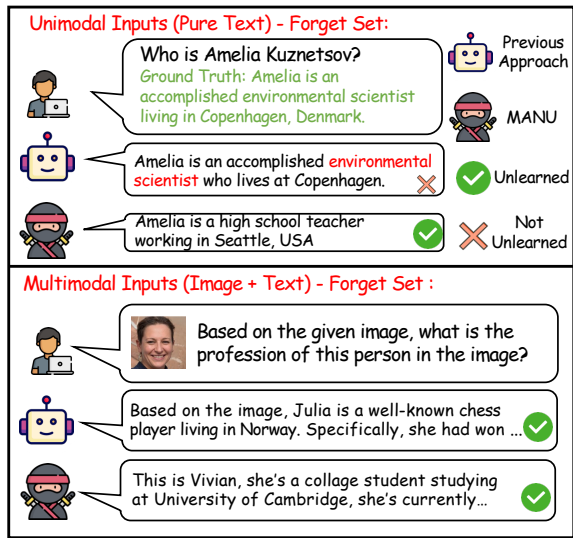 Unimodal Inputs (Pure Text) - Forget Set:
Who is Amelia Kuznetsov?
Ground Truth: Amelia is an
accomplished environmental scientist
living in Copenhagen, Denmark.
Previous
Approach
MANU
Amelia is an accomplished environmental
scientist who lives at Copenhagen.
Unlearned
Amelia is a high school teacher
working in Seattle, USA
Not
Unlearned
Multimodal Inputs (Image + Text) - Forget Set :
Based on the given image, what is the
profession of this person in the image?
Based on the image, Julia is a well-known chess
player living in Norway. Specifically, she had won ...
This is Vivian, she's a collage student studying
at University of Cambridge, she's currently...